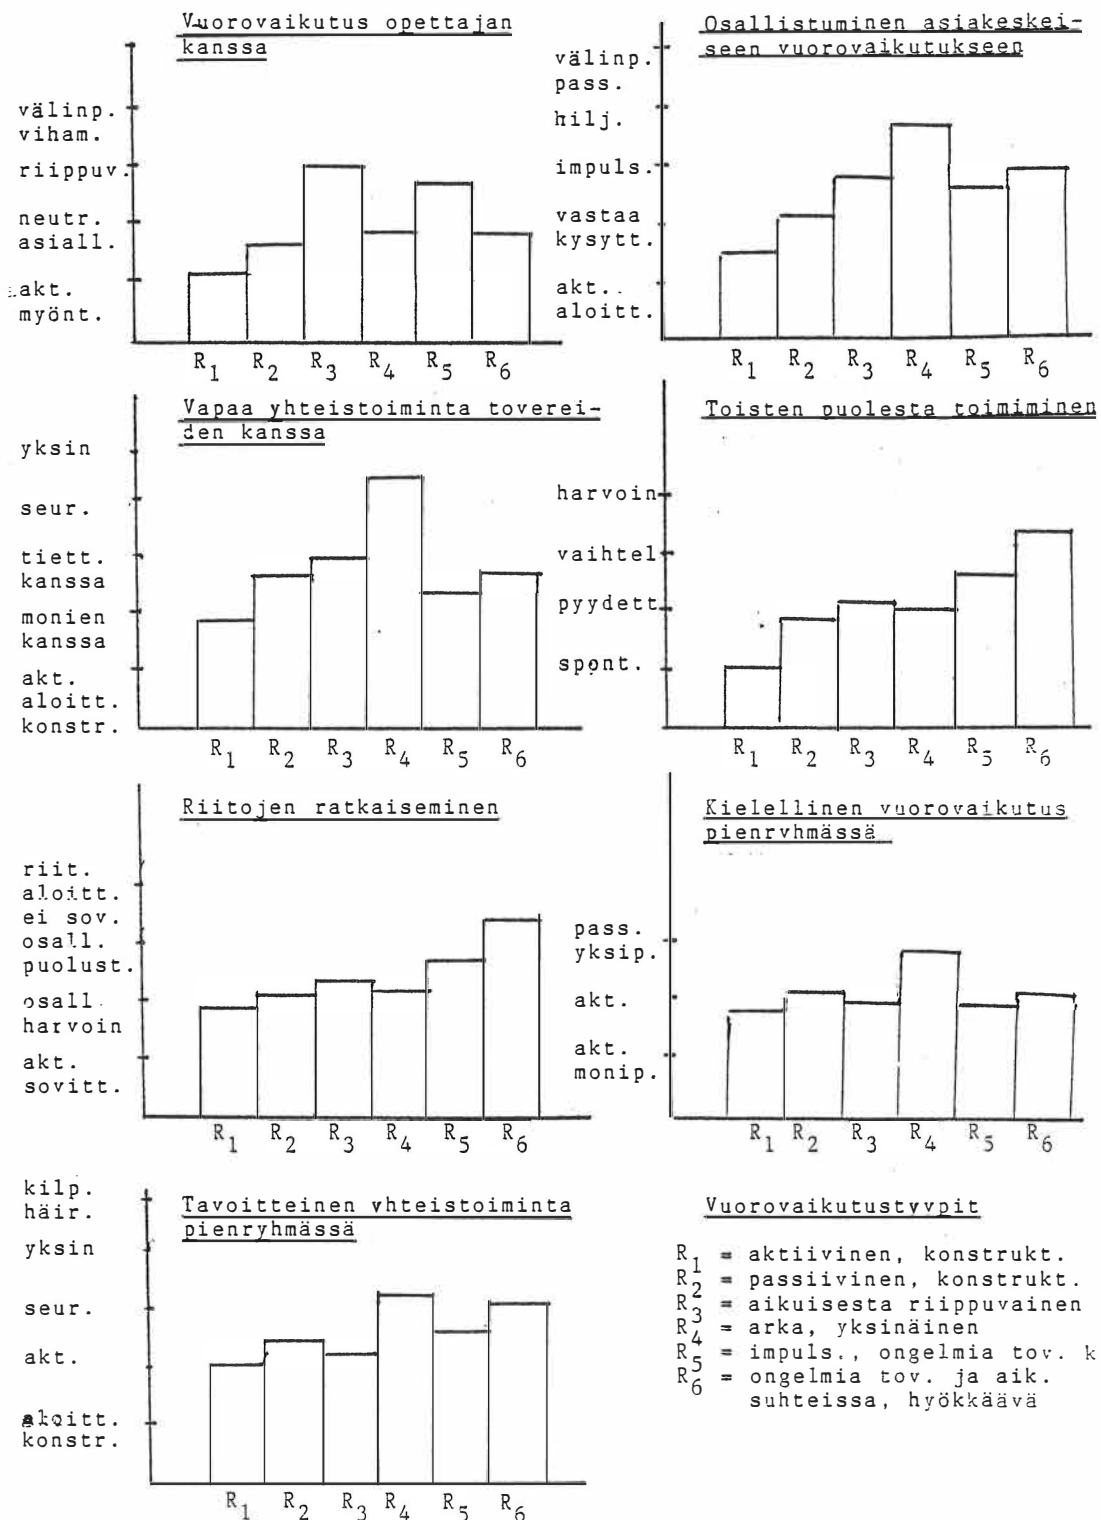 Vuorovaikutus opettajan
kanssa
välinp.
viham.
riippuv.
neutr.
asiall.
akt.
myönt.
R1 R2 R3 R4 R5 R6
Osallistuminen asiakeskei-
seen vuorovaikutukseen
välinp.
pass.
hilj.
impuls.
vastaa
kysytt.
akt.
aloitt.
R1 R2 R3 R4 R5 R6
Vapaa yhteistoiminta toverei-
den kanssa
yksin
seur.
tiett.
kanssa
monien
kanssa
akt.
aloitt.
konstr.
R1 R2 R3 R4 R5 R6
Toisten puolesta toimiminen
harvoin
vaihtel
pyydett
spont.
R1 R2 R3 R4 R5 R6
Riitojen ratkaiseminen
riit.
aloitt.
ei sov.
osall.
puolust.
osall
harvoin
akt.
sovitt.
R1 R2 R3 R4 R5 R6
Kielellinen vuorovaikutus
pienryhmässä
pass.
yksip.
akt.
akt.
monip.
R1 R2 R3 R4 R5 R6
Tavoitteinen yhteistoiminta
pienryhmässä
kilp.
häir.
yksin
seur.
akt.
aloitt.
konstr.
R1 R2 R3 R4 R5 R6
Vuorovaikutustyypit
R1 = aktiivinen, konstrukt.
R2 = passiivinen, konstrukt.
R3 = aikuisesta riippuvainen
R4 = arka, yksinäinen
R5 = impuls., ongelmia tov. k
R6 = ongelmia tov. ja aik.
suhteissa, hyökkäävä